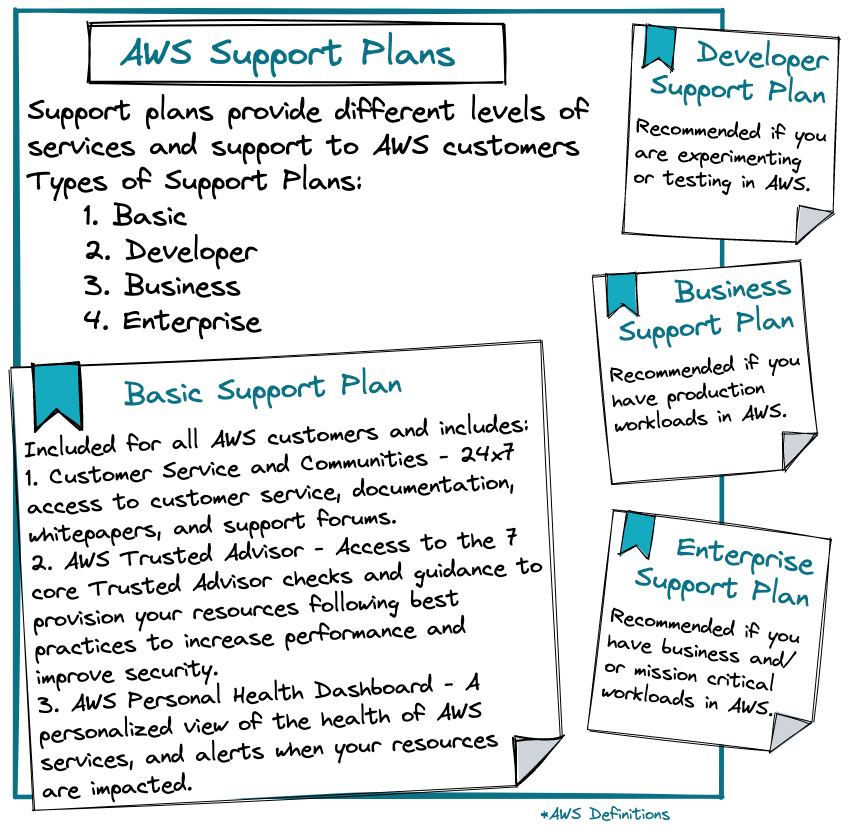 AWS Support Plans
Support plans provide different levels of
services and support to AWS customers
Types of Support Plans:
1. Basic
2. Developer
3. Business
4. Enterprise
Basic Support Plan
Included for all AWS customers and includes:
1. Customer Service and Communities - 24x7
access to customer service, documentation,
whitepapers, and support forums.
2. AWS Trusted Advisor - Access to the 7
core Trusted Advisor checks and guidance to
provision your resources following best
practices to increase performance and
improve security.
3. AWS Personal Health Dashboard - A
personalized view of the health of AWS
services, and alerts when your resources
are impacted.
Developer
Support Plan
Recommended if you
are experimenting
or testing in AWS.
Business
Support Plan
Recommended if you
have production
workloads in AWS.
Enterprise
Support Plan
Recommended if you
have business and/
or mission critical
workloads in AWS.
*AWS Definitions